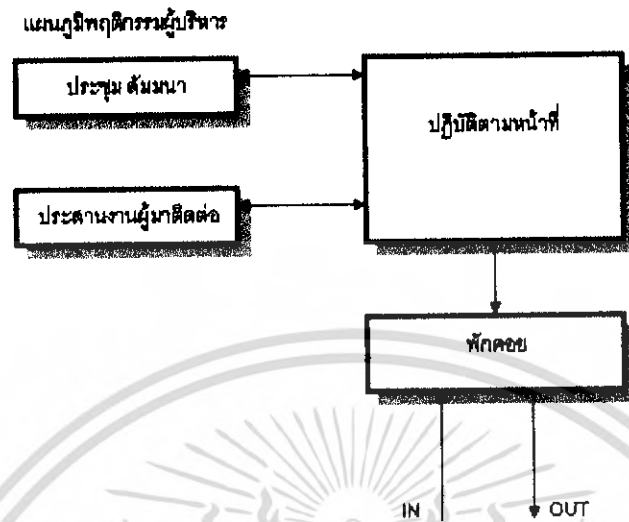 แผนภูมิพฤติกรรมผู้บริหาร
ประชุม สัมมนา
ปฏิบัติตามหน้าที่
ประสานงานผู้มาติดต่อ
พักคอย
IN
OUT